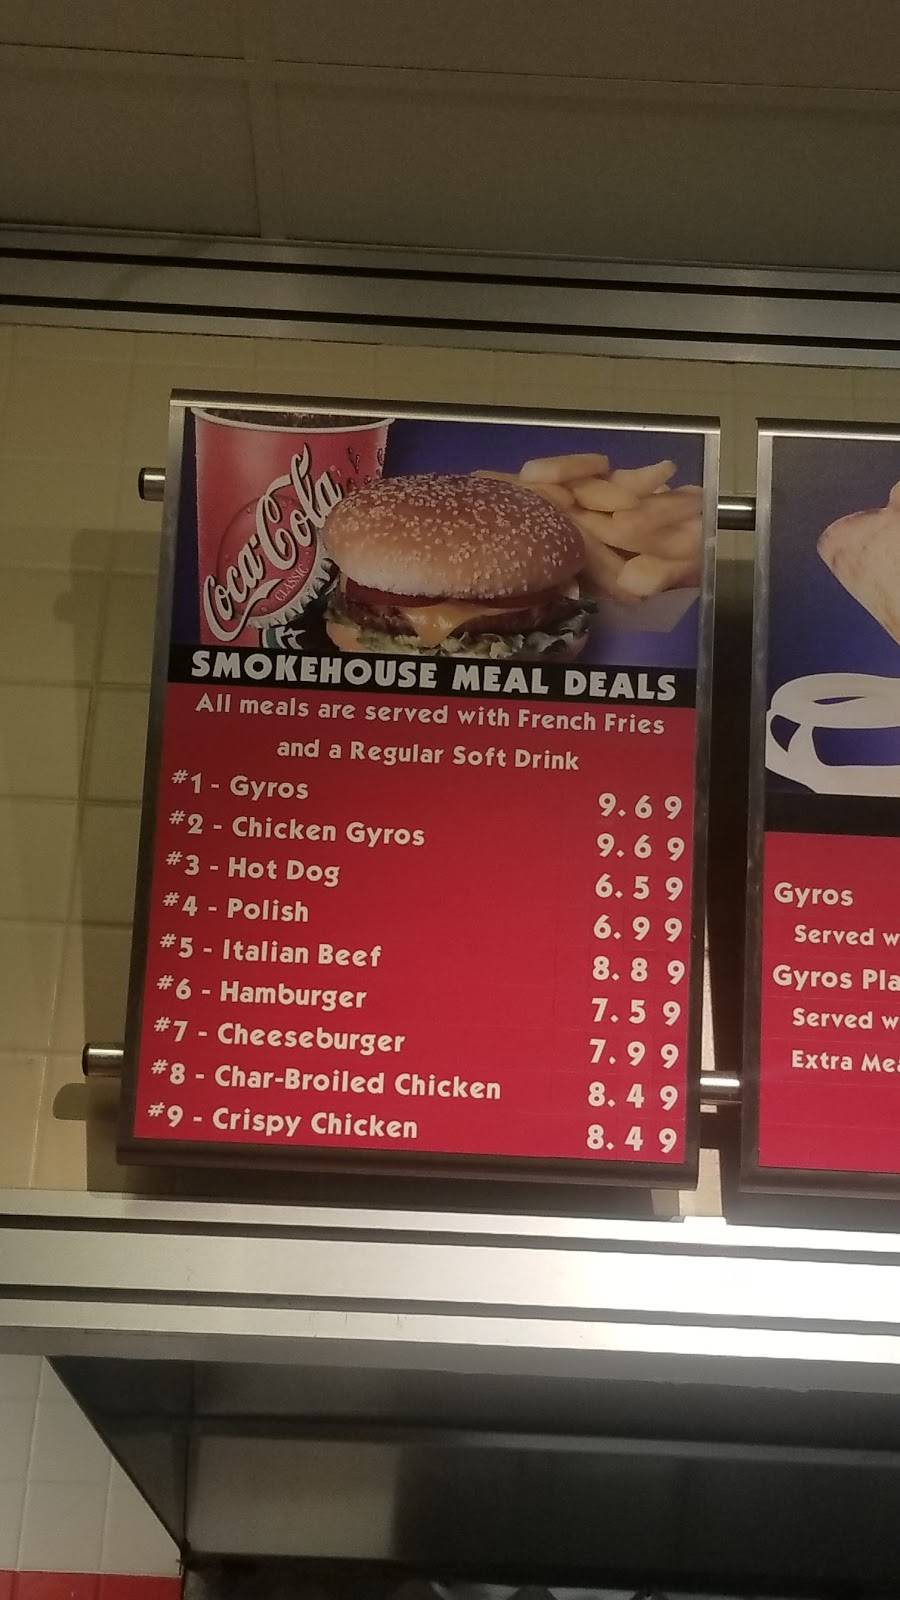 Coca-Cola
CLASSIC
SMOKEHOUSE MEAL DEALS
All meals are served with French Fries
and a Regular Soft Drink
#1 - Gyros 9.69
#2 - Chicken Gyros 9.69
#3 - Hot Dog 6.59
#4 - Polish 6.99
#5 - Italian Beef 8.89
#6 - Hamburger 7.59
#7 - Cheeseburger 7.99
#8 - Char-Broiled Chicken 8.49
#9 - Crispy Chicken 8.49
Gyros
Served
Gyros
Served
Extra